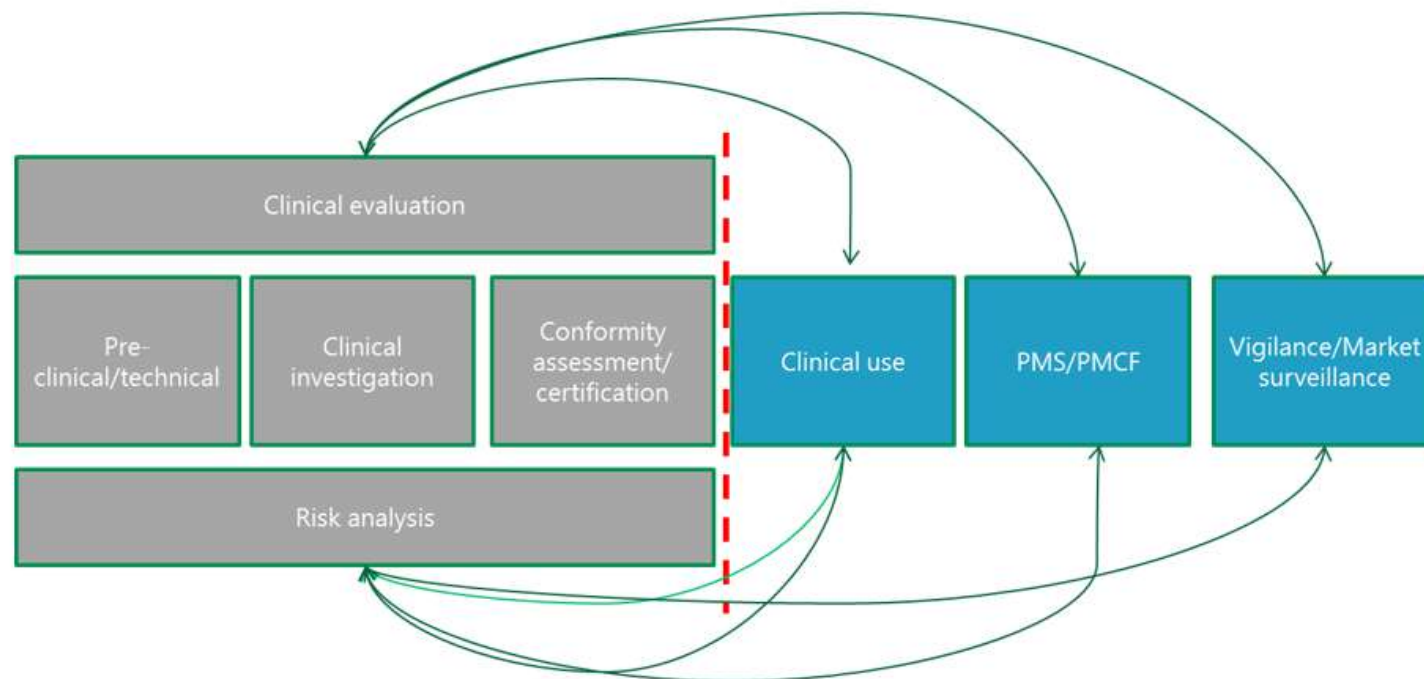 Clinical evaluation
Pre-
clinical/technical
Clinical
investigation
Conformity
assessment/
certification
Clinical use
PMS/PMCF
Vigilance/Market
surveillance
Risk analysis